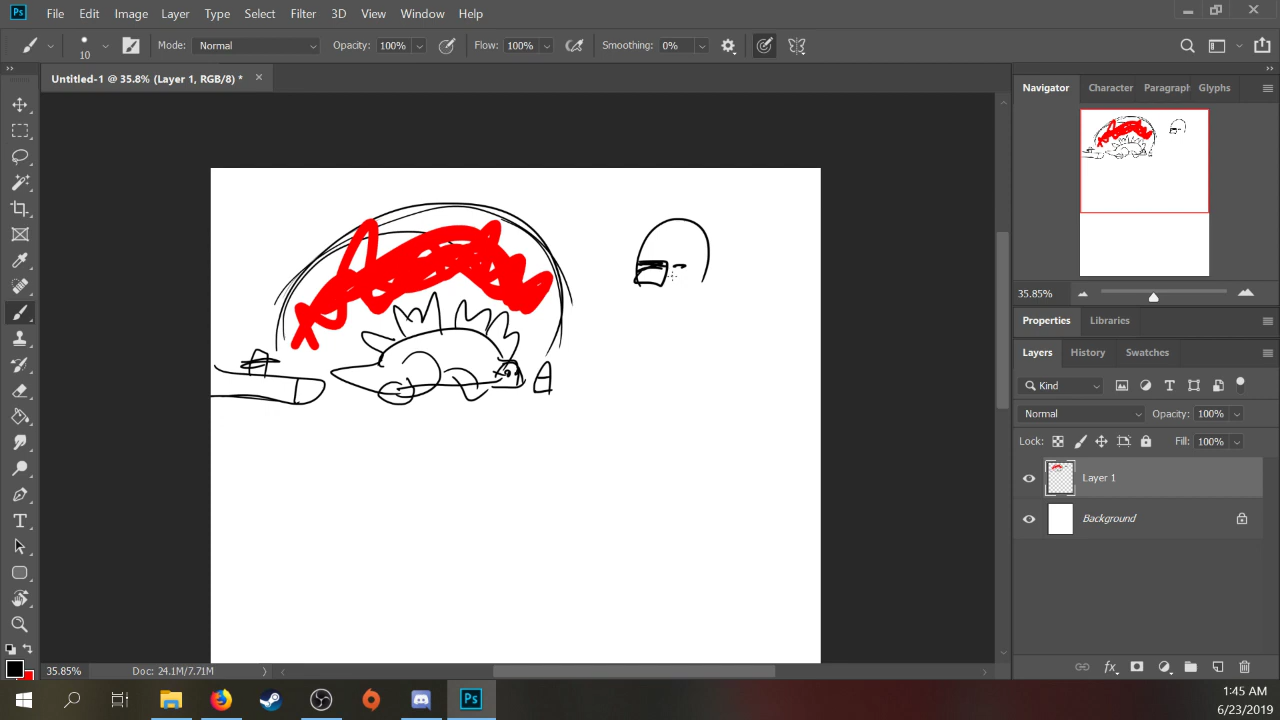 Ps File Edit Image Layer Type Select Filter 3D View Window Help
10 Mode: Normal Opacity: 100% Flow: 100% Smoothing: 0%
Untitled-1 @ 35.8% (Layer 1, RGB/8) *
Navigator Character Paragraph Glyphs
35.85%
Properties Libraries
Layers History Swatches
Kind
Normal Opacity: 100%
Lock: Fill: 100%
Layer 1
Background
35.85% Doc: 24.1M/7.71M
Ps
1:45 AM
6/23/2019